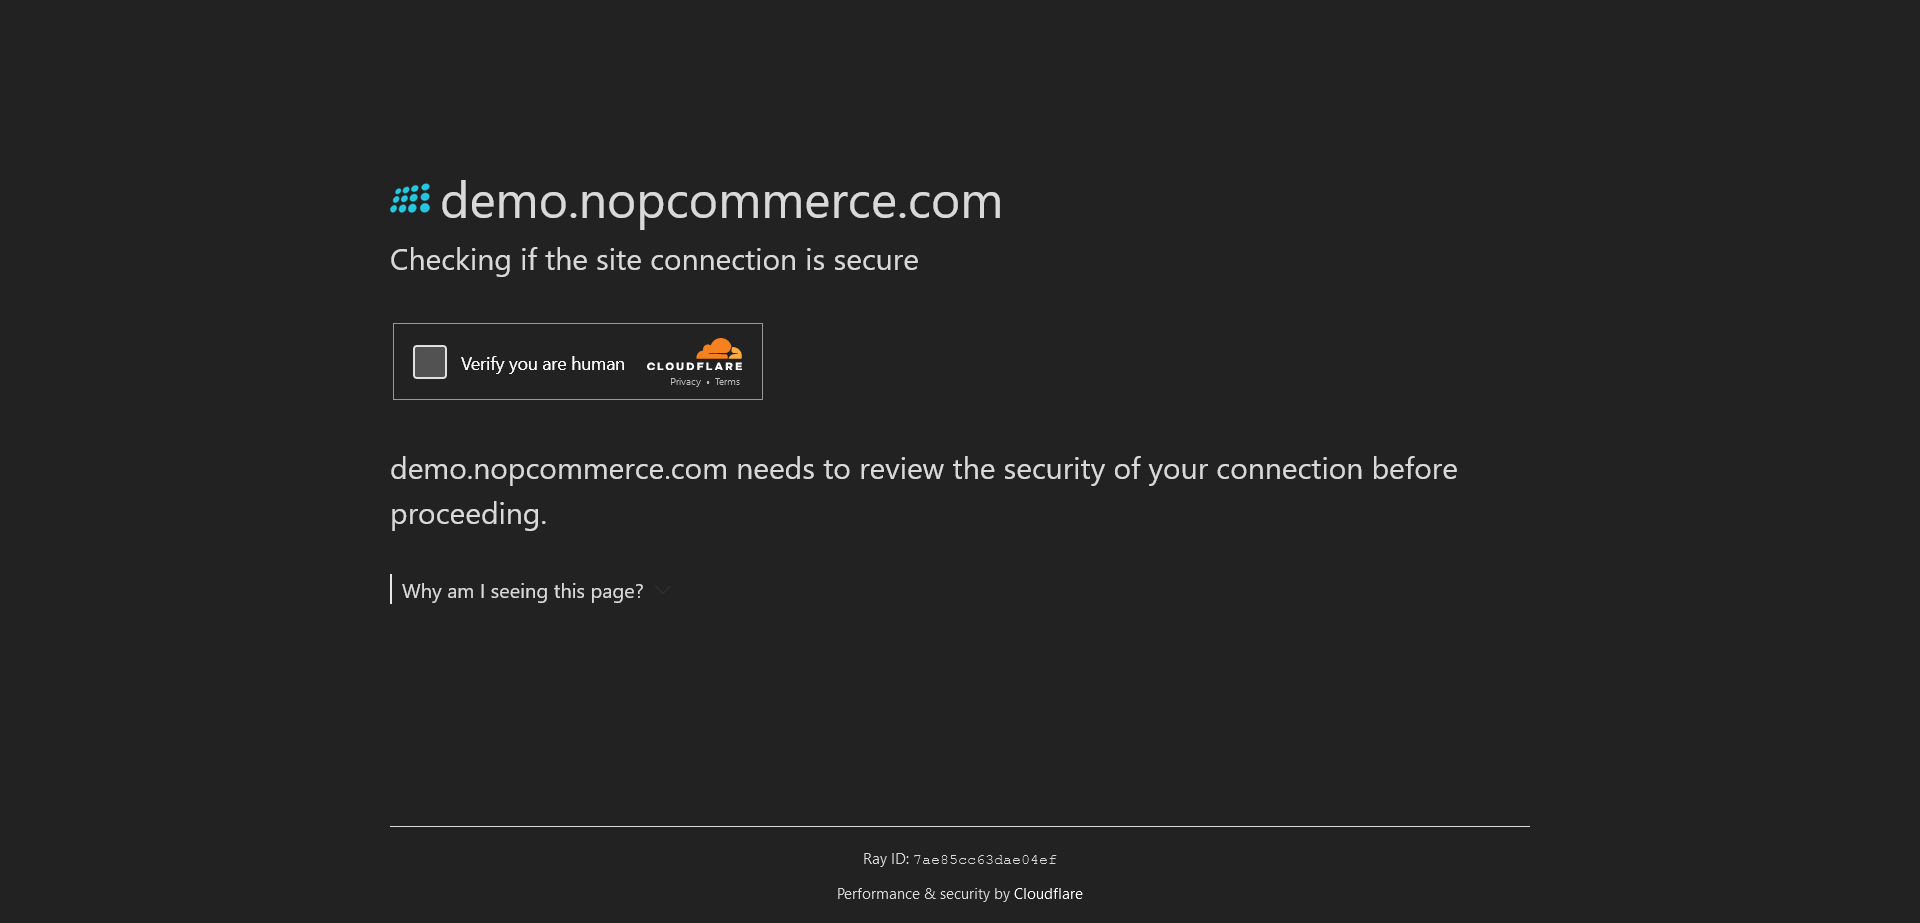 demo.nopcommerce.com
Checking if the site connection is secure
Verify you are human
CLOUDFLARE
Privacy • Terms
demo.nopcommerce.com needs to review the security of your connection before
proceeding.
Why am I seeing this page?
Ray ID: 7ae85cc63dae04ef
Performance & security by Cloudflare